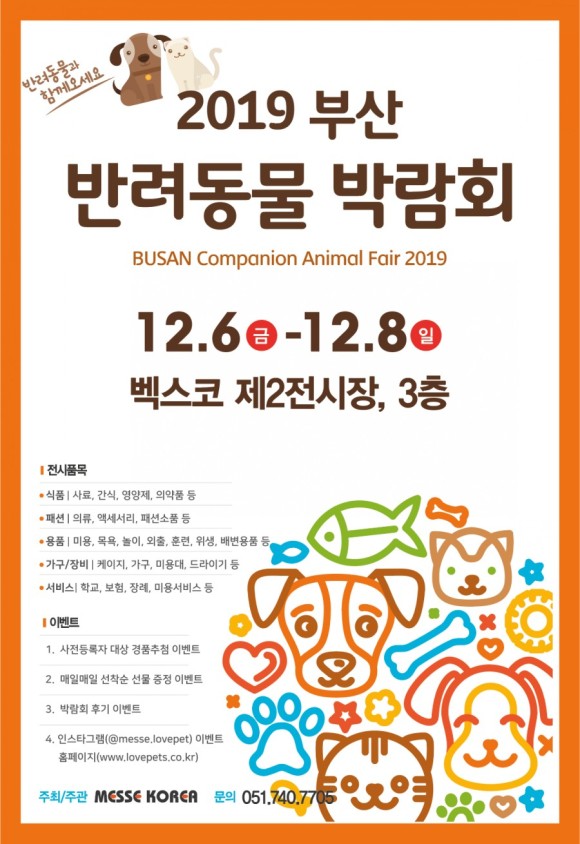 반려동물과
함께오세요
2019 부산
반려동물 박람회
BUSAN Companion Animal Fair 2019
12.6 금 - 12.8 일
벡스코 제2전시장, 3층
전시품목
• 식품 | 사료, 간식, 영양제, 의약품 등
• 패션 | 의류, 액세서리, 패션소품 등
• 용품 | 미용, 목욕, 놀이, 외출, 훈련, 위생, 배변용품 등
• 가구/장비 | 케이지, 가구, 미용대, 드라이기 등
• 서비스 | 학교, 보험, 장례, 미용서비스 등
이벤트
1. 사전등록자 대상 경품추첨 이벤트
2. 매일매일 선착순 선물 증정 이벤트
3. 박람회 후기 이벤트
4. 인스타그램(@messe.lovepet) 이벤트
홈페이지(www.lovepets.co.kr)
주최/주관 MESSE KOREA 문의 051.740.7705